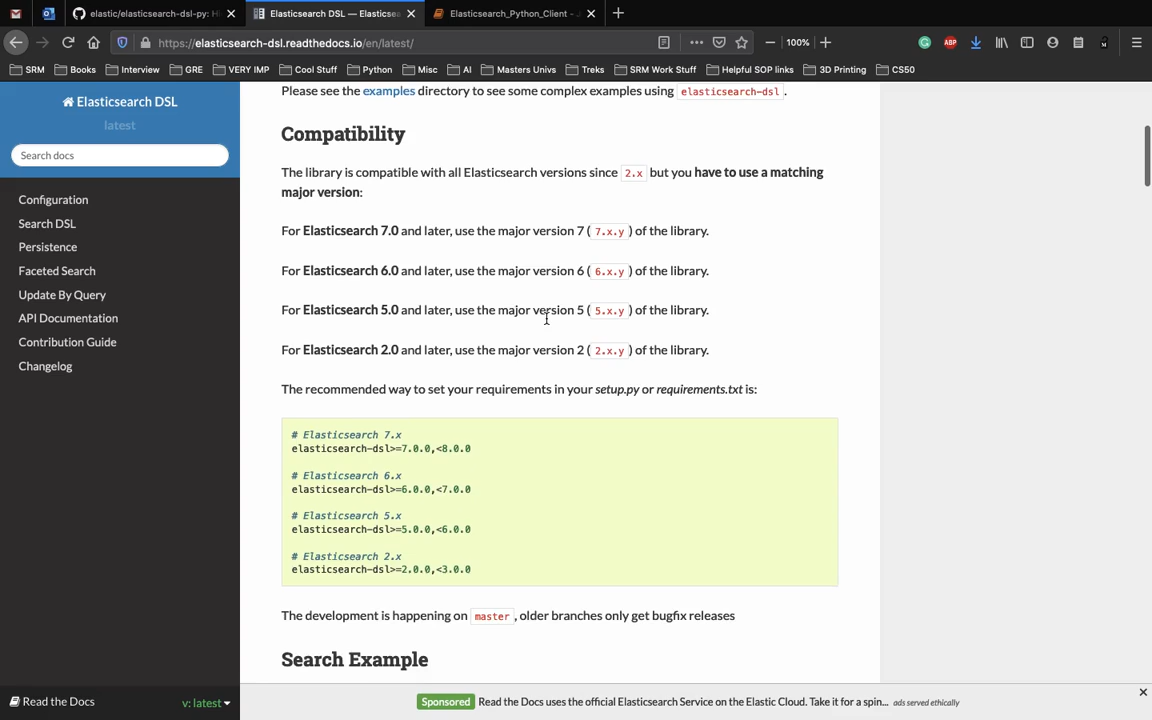 elastic/elasticsearch-dsl-py: Hi
Elasticsearch DSL — Elasticsea
Elasticsearch_Python_Client -
https://elasticsearch-dsl.readthedocs.io/en/latest/
100%
ABP
SRM
Books
Interview
GRE
VERY IMP
Cool Stuff
Python
Misc
AI
Masters Univs
Treks
SRM Work Stuff
Helpful SOP links
3D Printing
CS50
Elasticsearch DSL
latest
Search docs
Configuration
Search DSL
Persistence
Faceted Search
Update By Query
API Documentation
Contribution Guide
Changelog
Read the Docs
v: latest
Please see the examples directory to see some complex examples using elasticsearch-dsl .
Compatibility
The library is compatible with all Elasticsearch versions since 2.x but you have to use a matching
major version:
For Elasticsearch 7.0 and later, use the major version 7 ( 7.x.y ) of the library.
For Elasticsearch 6.0 and later, use the major version 6 ( 6.x.y ) of the library.
For Elasticsearch 5.0 and later, use the major version 5 ( 5.x.y ) of the library.
For Elasticsearch 2.0 and later, use the major version 2 ( 2.x.y ) of the library.
The recommended way to set your requirements in your setup.py or requirements.txt is:
# Elasticsearch 7.x
elasticsearch-dsl>=7.0.0,<8.0.0
# Elasticsearch 6.x
elasticsearch-dsl>=6.0.0,<7.0.0
# Elasticsearch 5.x
elasticsearch-dsl>=5.0.0,<6.0.0
# Elasticsearch 2.x
elasticsearch-dsl>=2.0.0,<3.0.0
The development is happening on master , older branches only get bugfix releases
Search Example
Sponsored Read the Docs uses the official Elasticsearch Service on the Elastic Cloud. Take it for a spin... ads served ethically